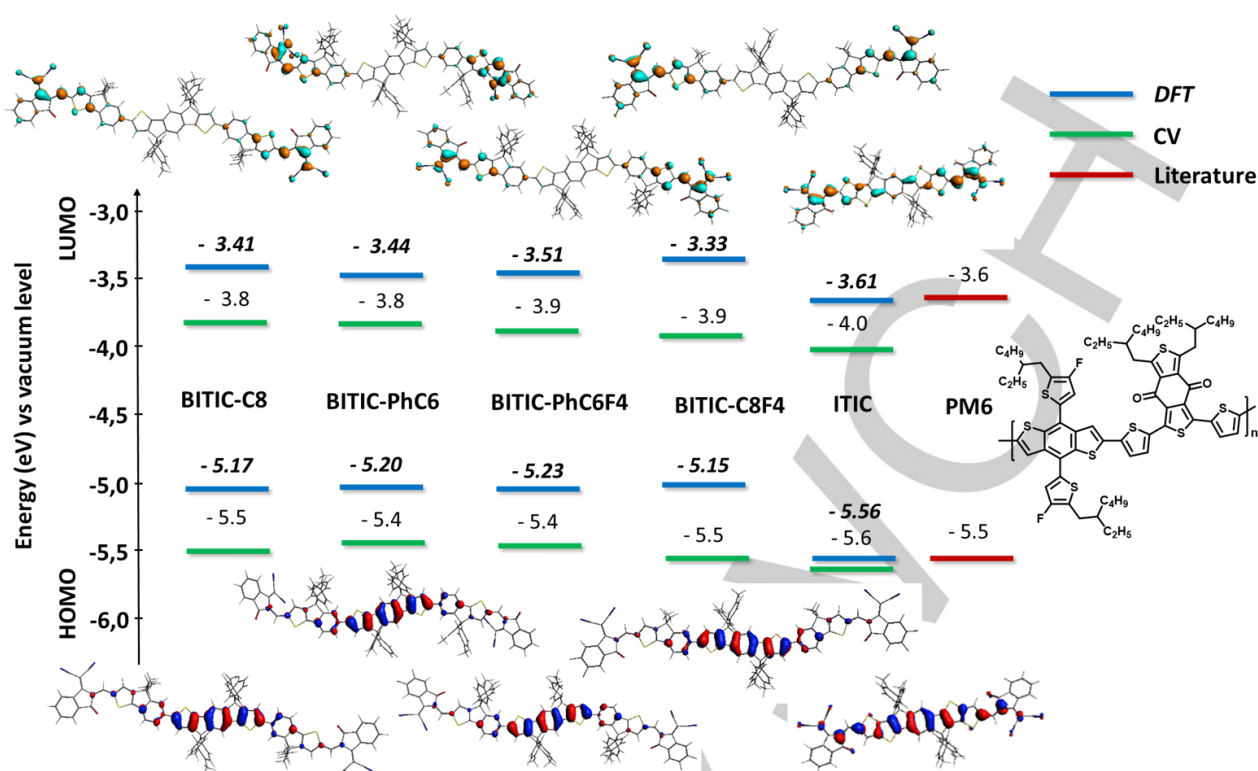 DFT
CV
Literature
LUMO
-3,0
-3,5
-4,0
-4,5
-5,0
-5,5
-6,0
Energy (eV) vs vacuum level
HOMO
- 3.41
- 3.44
- 3.51
- 3.33
- 3.61
- 3.6
- 3.8
- 3.8
- 3.9
- 3.9
- 4.0
BITIC-C8
BITIC-PhC6
BITIC-PhC6F4
BITIC-C8F4
ITIC
PM6
- 5.17
- 5.20
- 5.23
- 5.15
- 5.56
- 5.5
- 5.4
- 5.4
- 5.5
- 5.6
- 5.5
C4H9
C2H5
F
S
C2H5
C4H9
C2H5
C4H9
S
O
O
S
S
S
S
S
S
n
F
C4H9
C2H5